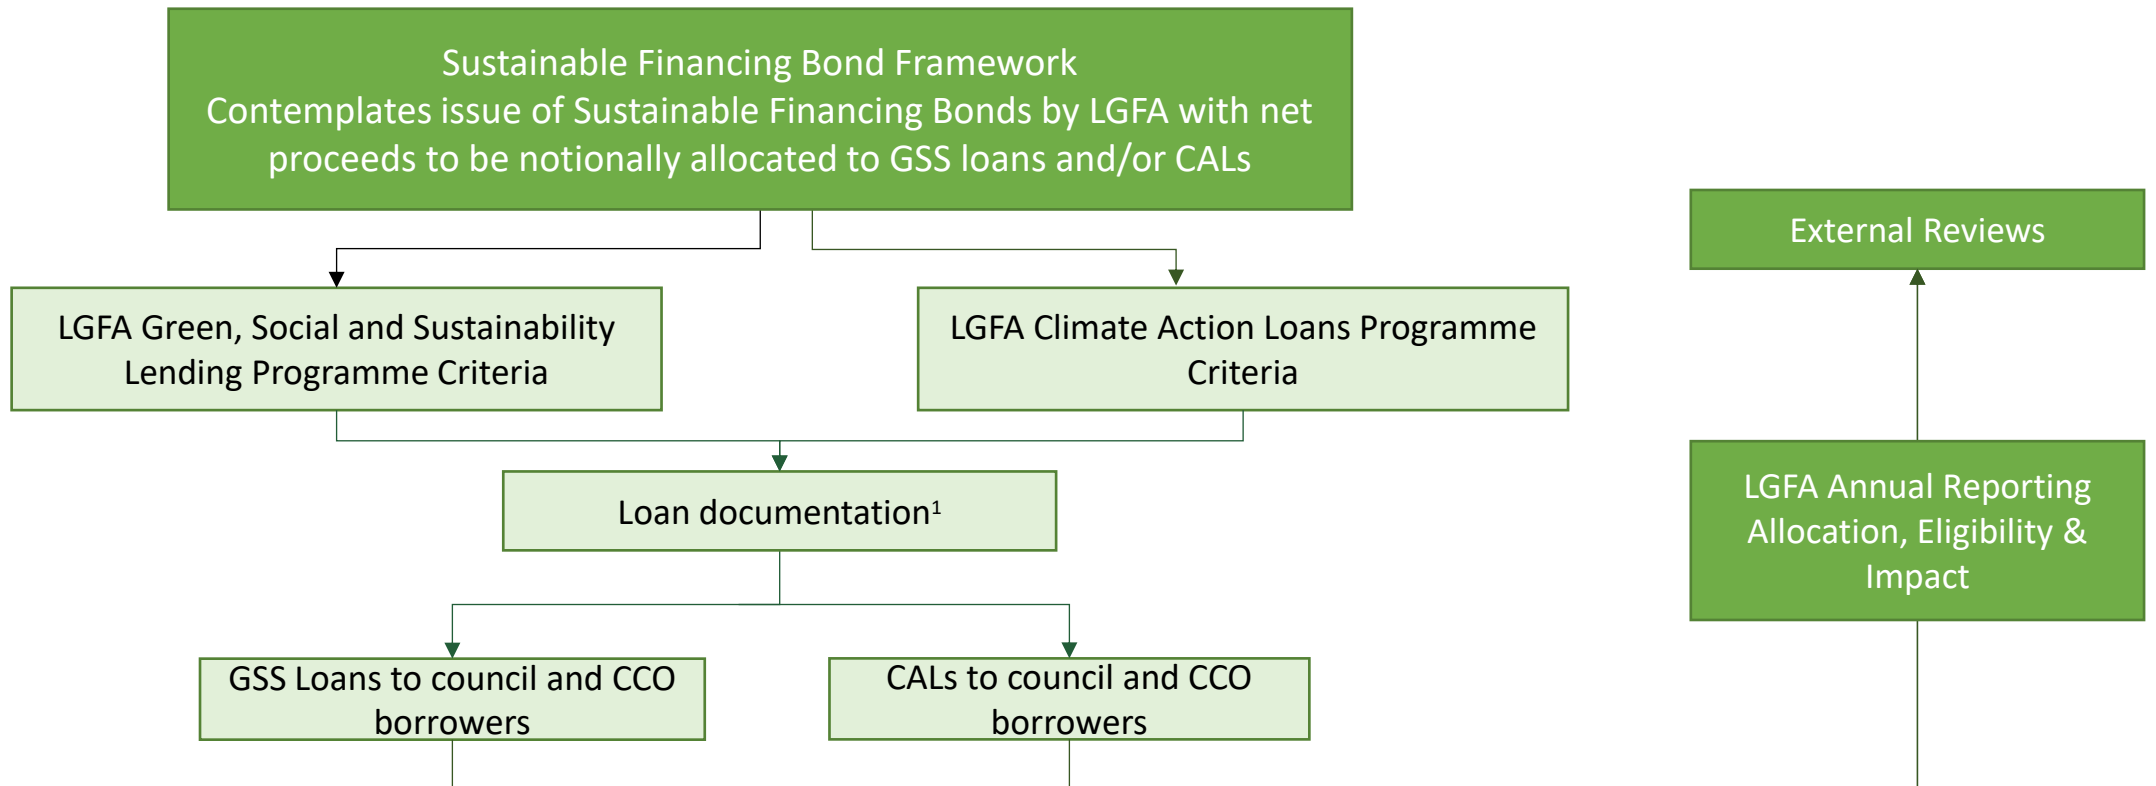 Sustainable Financing Bond Framework
Contemplates issue of Sustainable Financing Bonds by LGFA with net
proceeds to be notionally allocated to GSS loans and/or CALs
External Reviews
LGFA Green, Social and Sustainability
Lending Programme Criteria
LGFA Climate Action Loans Programme
Criteria
Loan documentation¹
LGFA Annual Reporting
Allocation, Eligibility &
Impact
GSS Loans to council and CCO
borrowers
CALs to council and CCO
borrowers